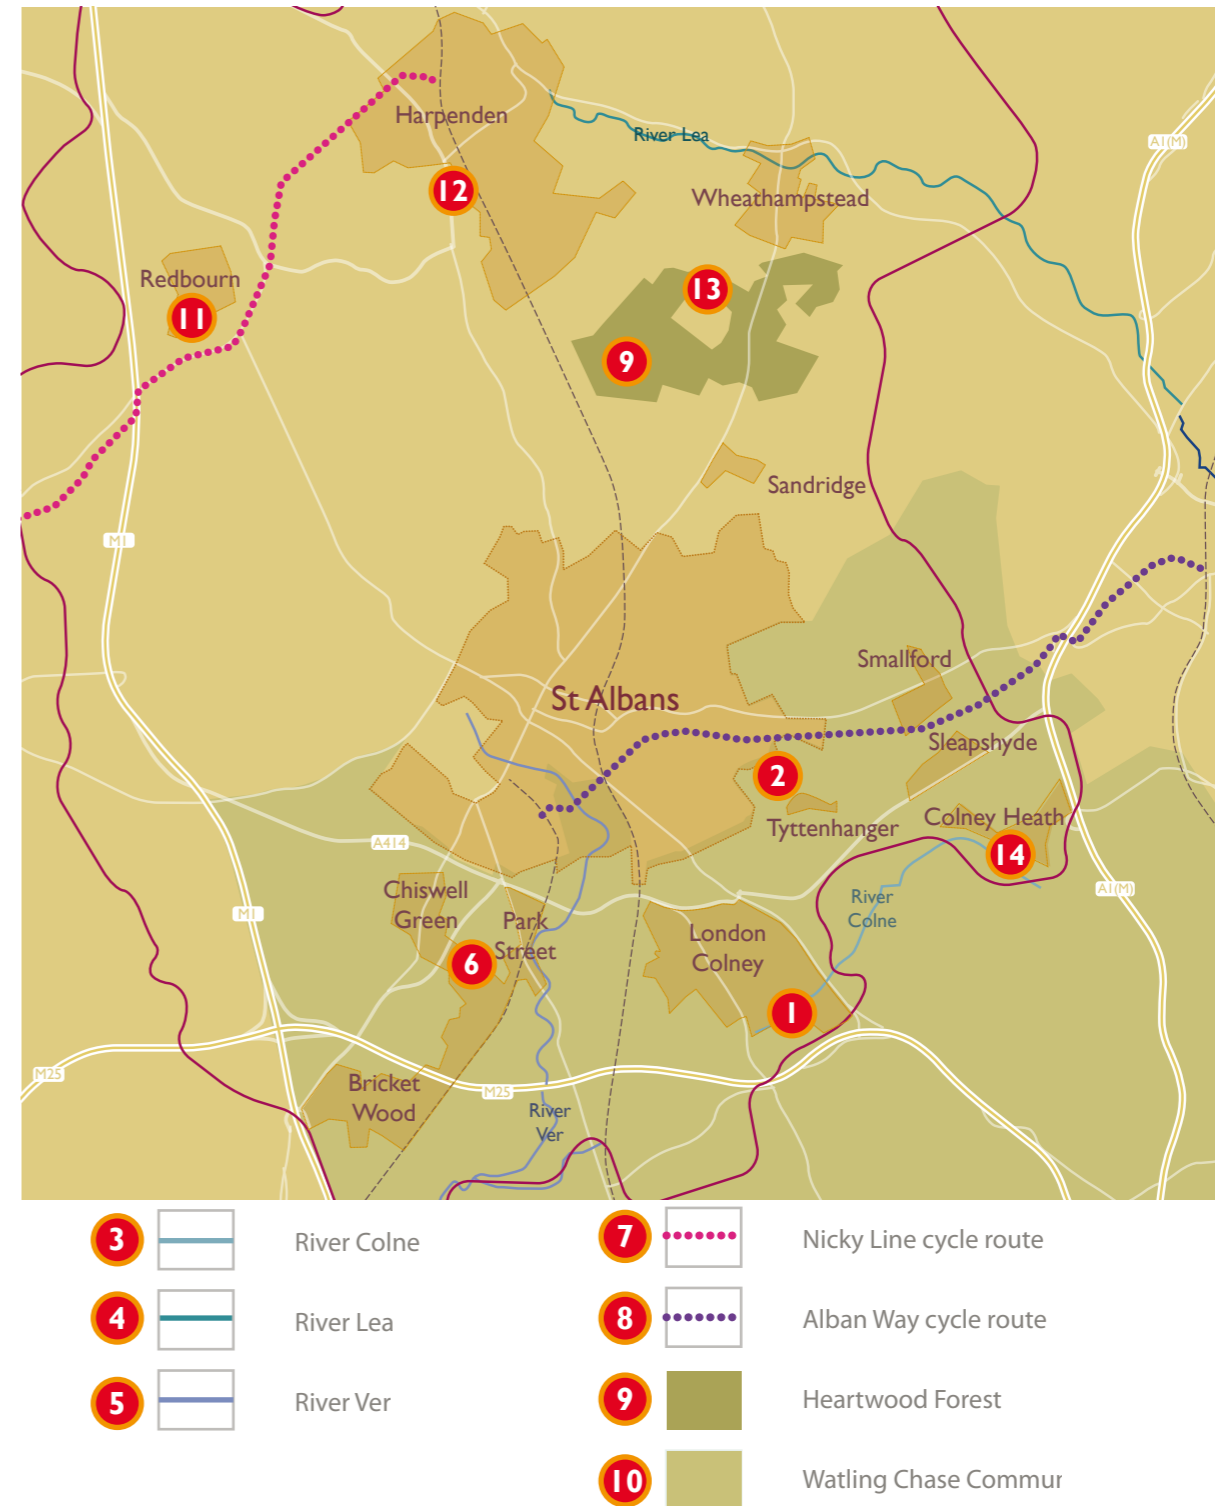 Harpenden
River Lea
A1(M)
12
Wheathampstead
Redbourn
11
13
9
Sandridge
M1
Smallford
St Albans
Sleapshyde
2
Tyttenhanger
Colney Heath
14
A414
Chiswell
Green
Park
Street
River
Colne
A1(M)
M1
London
Colney
6
1
M25
Bricket
Wood
M25
River
Ver
3 River Colne
4 River Lea
5 River Ver
7 Nicky Line cycle route
8 Alban Way cycle route
9 Heartwood Forest
10 Watling Chase Commur